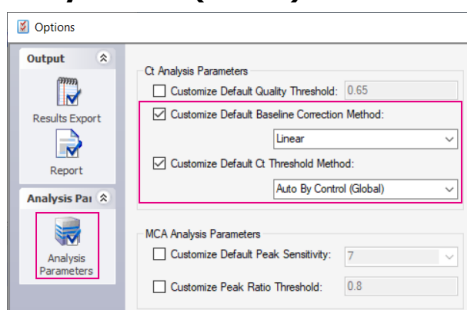 Options
Output
Results Export
Report
Analysis Par
Analysis
Parameters
Ct Analysis Parameters
Customize Default Quality Threshold: 0.65
Customize Default Baseline Correction Method:
Linear
Customize Default Ct Threshold Method:
Auto By Control (Global)
MCA Analysis Parameters
Customize Default Peak Sensitivity: 7
Customize Peak Ratio Threshold: 0.8